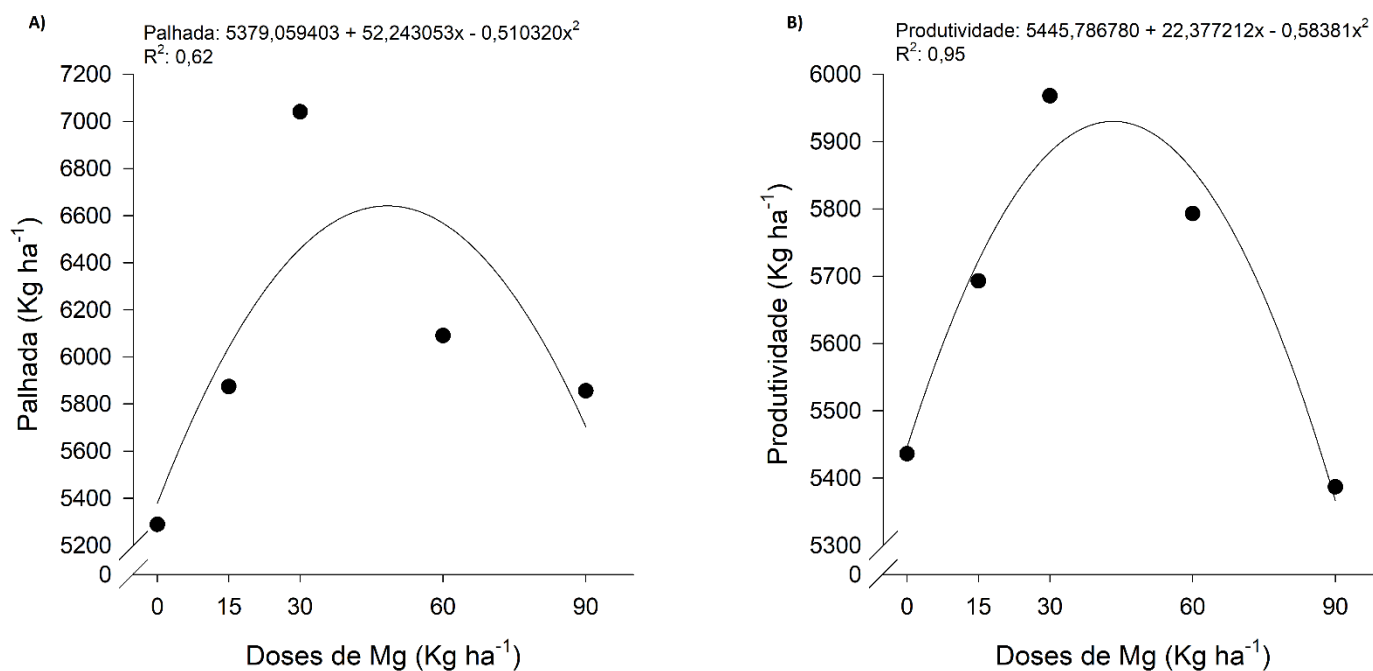 A)
Palhada: 5379,059403 + 52,243053x - 0,510320x²
R²: 0,62
7200
7000
6800
6600
6400
6200
6000
5800
5600
5400
5200
0
Palhada (Kg ha⁻¹)
0 15 30 60 90
Doses de Mg (Kg ha⁻¹)
B)
Produtividade: 5445,786780 + 22,377212x - 0,58381x²
R²: 0,95
6000
5900
5800
5700
5600
5500
5400
5300
0
Produtividade (Kg ha⁻¹)
0 15 30 60 90
Doses de Mg (Kg ha⁻¹)